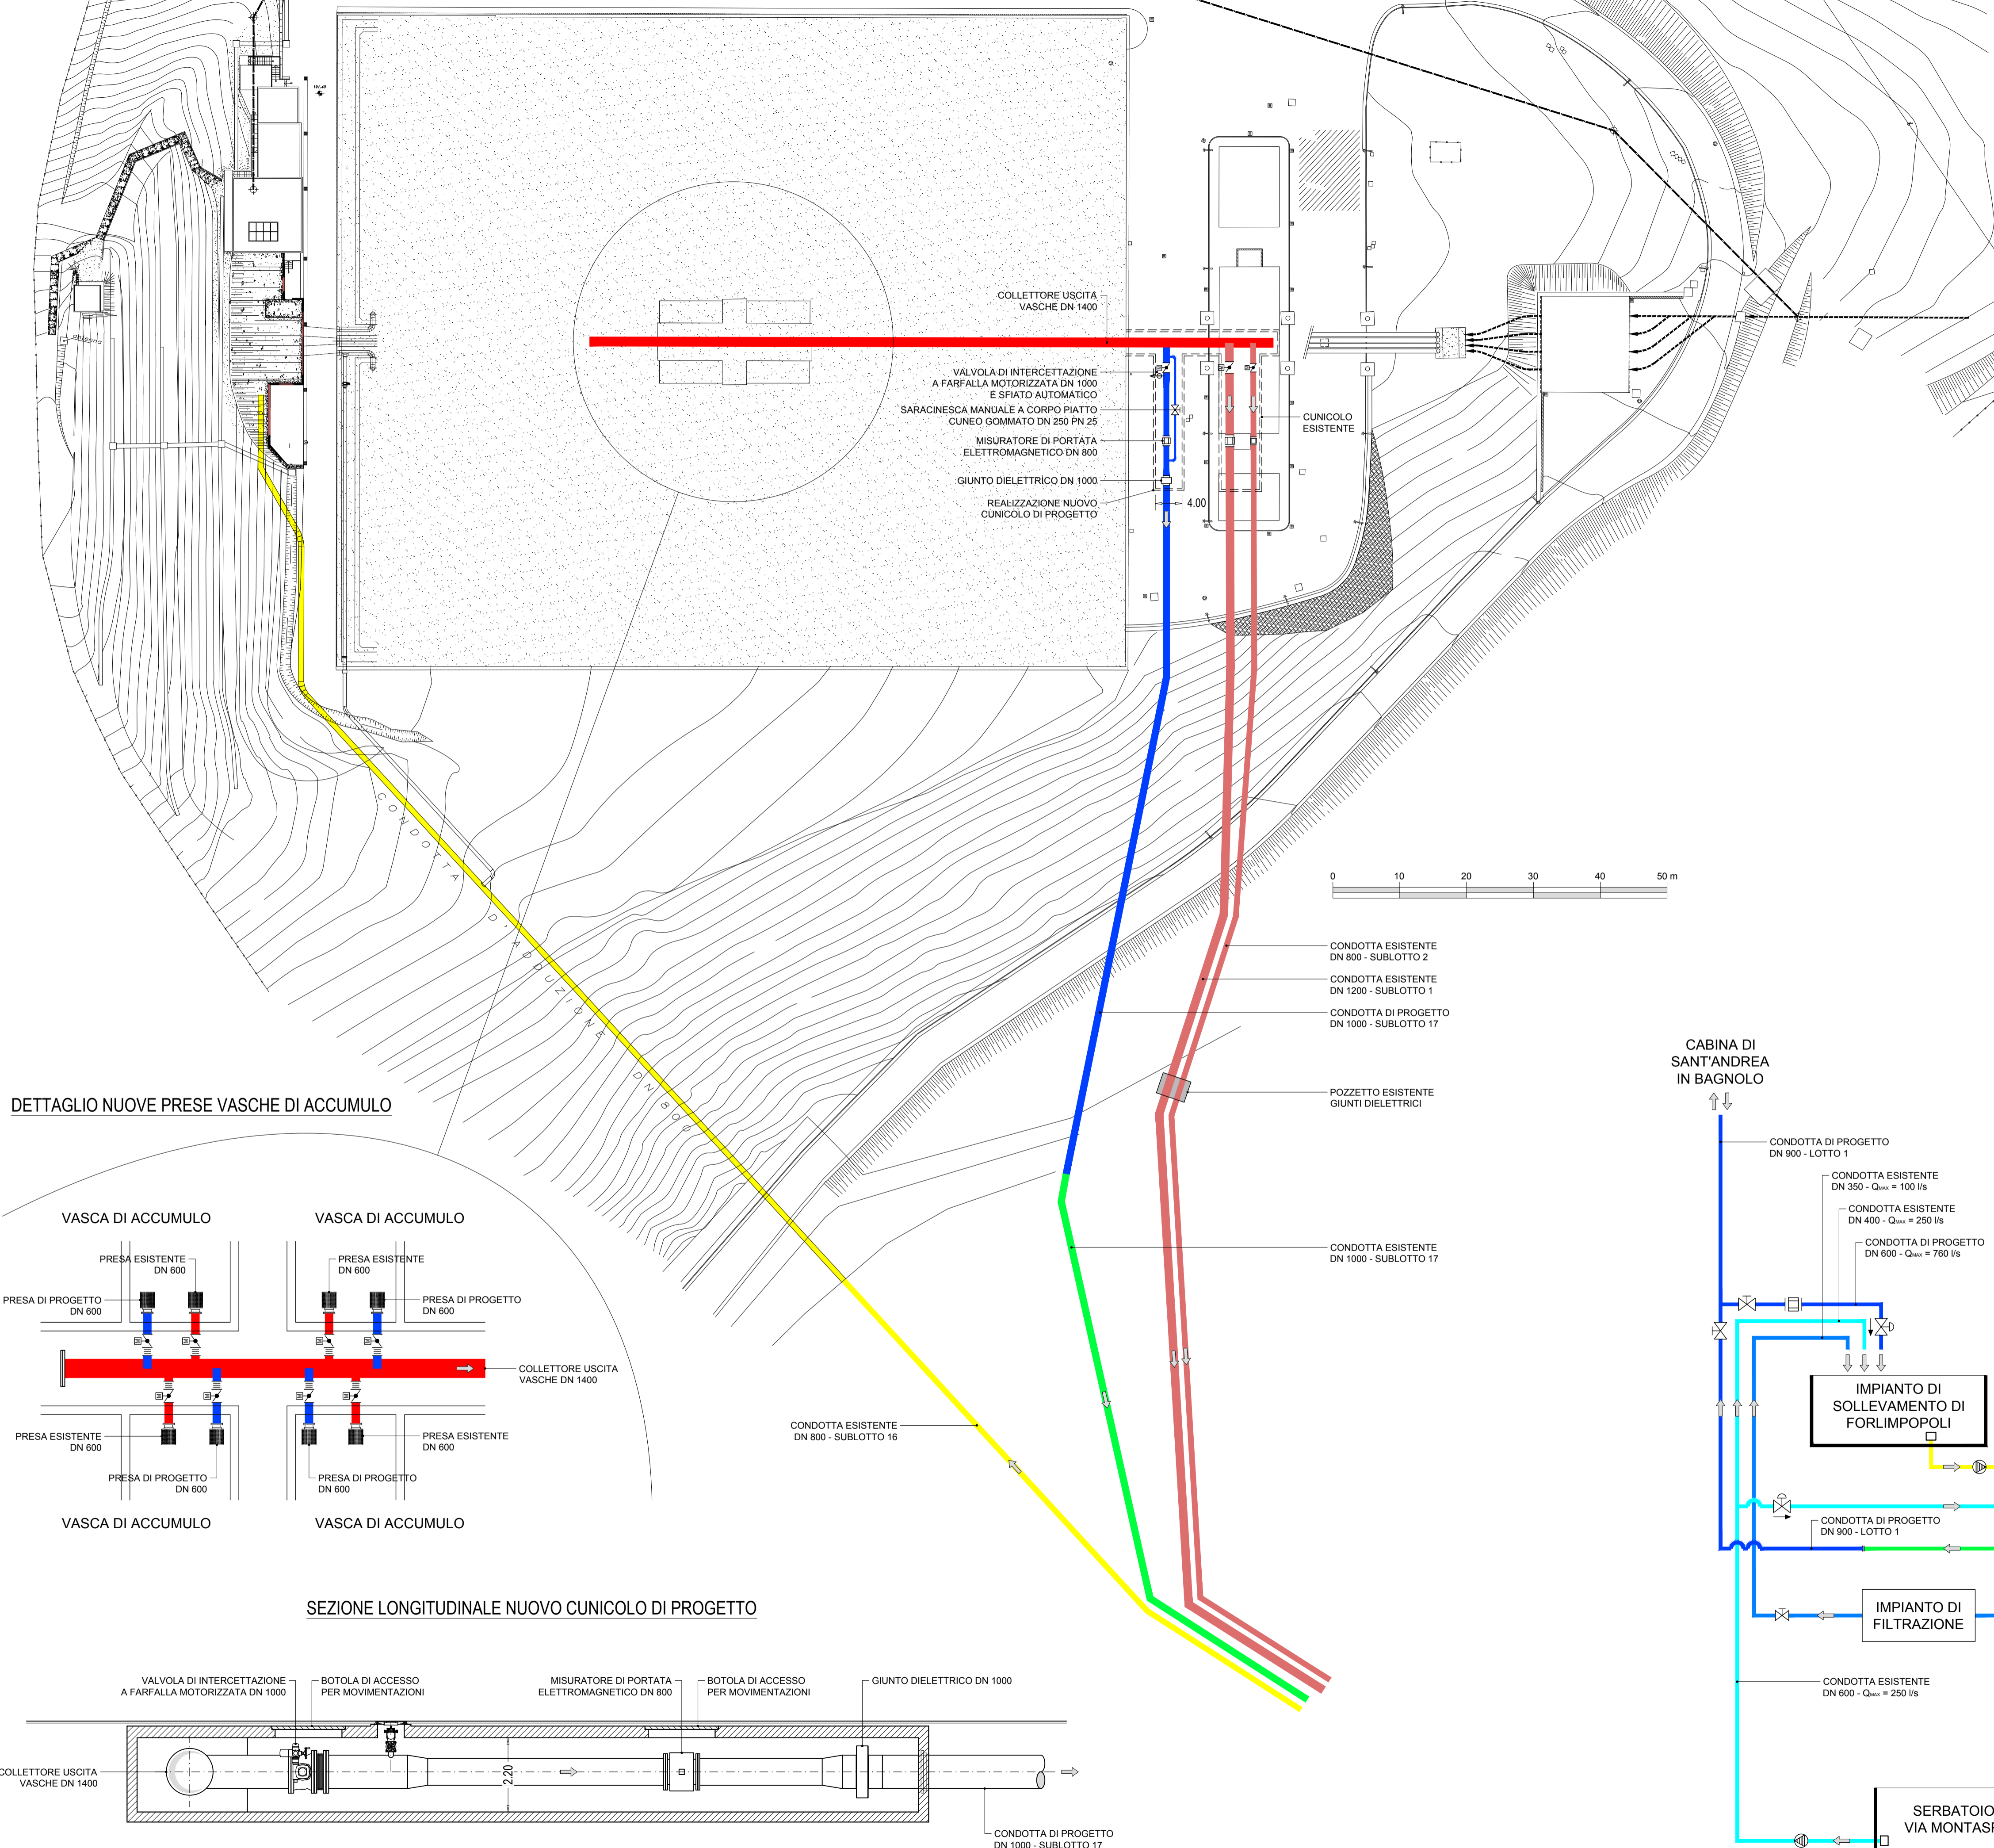 181.40
antenna
COLLETTORE USCITA
VASCHE DN 1400
VALVOLA DI INTERCETTAZIONE
A FARFALLA MOTORIZZATA DN 1000
E SFIATO AUTOMATICO
SARACINESCA MANUALE A CORPO PIATTO
CUNEO GOMMATO DN 250 PN 25
MISURATORE DI PORTATA
ELETTROMAGNETICO DN 800
GIUNTO DIELETTRICO DN 1000
REALIZZAZIONE NUOVO
CUNICOLO DI PROGETTO
4.00
CUNICOLO
ESISTENTE
CONDOTTA D'ADDUZIONE DN 800
0 10 20 30 40 50 m
CONDOTTA ESISTENTE
DN 800 - SUBLOTTO 2
CONDOTTA ESISTENTE
DN 1200 - SUBLOTTO 1
CONDOTTA DI PROGETTO
DN 1000 - SUBLOTTO 17
POZZETTO ESISTENTE
GIUNTI DIELETTRICI
CONDOTTA ESISTENTE
DN 1000 - SUBLOTTO 17
CONDOTTA ESISTENTE
DN 800 - SUBLOTTO 16
DETTAGLIO NUOVE PRESE VASCHE DI ACCUMULO
VASCA DI ACCUMULO
VASCA DI ACCUMULO
PRESA ESISTENTE
DN 600
PRESA ESISTENTE
DN 600
PRESA DI PROGETTO
DN 600
PRESA DI PROGETTO
DN 600
COLLETTORE USCITA
VASCHE DN 1400
PRESA ESISTENTE
DN 600
PRESA ESISTENTE
DN 600
PRESA DI PROGETTO
DN 600
PRESA DI PROGETTO
DN 600
VASCA DI ACCUMULO
VASCA DI ACCUMULO
SEZIONE LONGITUDINALE NUOVO CUNICOLO DI PROGETTO
VALVOLA DI INTERCETTAZIONE
A FARFALLA MOTORIZZATA DN 1000
BOTOLA DI ACCESSO
PER MOVIMENTAZIONI
MISURATORE DI PORTATA
ELETTROMAGNETICO DN 800
BOTOLA DI ACCESSO
PER MOVIMENTAZIONI
GIUNTO DIELETTRICO DN 1000
COLLETTORE USCITA
VASCHE DN 1400
2.20
CONDOTTA DI PROGETTO
DN 1000 - SUBLOTTO 17
CABINA DI
SANT'ANDREA
IN BAGNOLO
CONDOTTA DI PROGETTO
DN 900 - LOTTO 1
CONDOTTA ESISTENTE
DN 350 - QMAX = 100 l/s
CONDOTTA ESISTENTE
DN 400 - QMAX = 250 l/s
CONDOTTA DI PROGETTO
DN 600 - QMAX = 760 l/s
IMPIANTO DI
SOLLEVAMENTO DI
FORLIMPOPOLI
CONDOTTA DI PROGETTO
DN 900 - LOTTO 1
IMPIANTO DI
FILTRAZIONE
CONDOTTA ESISTENTE
DN 600 - QMAX = 250 l/s
SERBATOIO
VIA